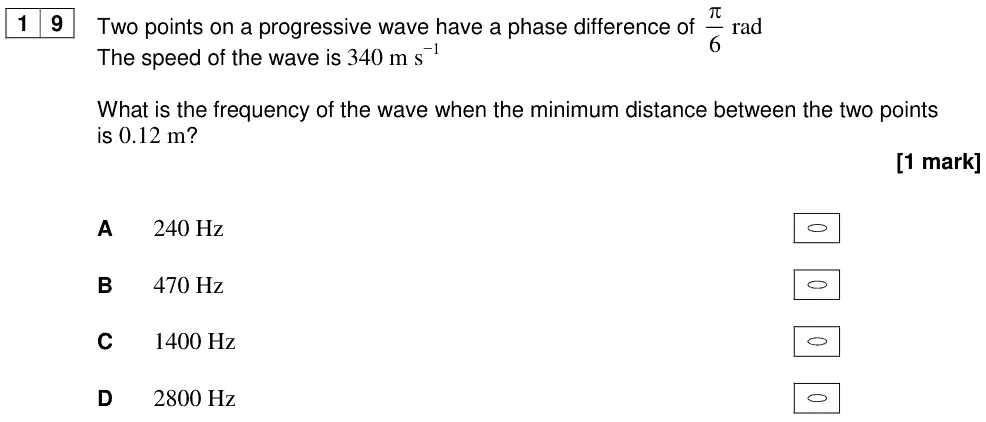 1 9 Two points on a progressive wave have a phase difference of π/6 rad
The speed of the wave is 340 m s⁻¹
What is the frequency of the wave when the minimum distance between the two points
is 0.12 m?
[1 mark]
A 240 Hz
B 470 Hz
C 1400 Hz
D 2800 Hz